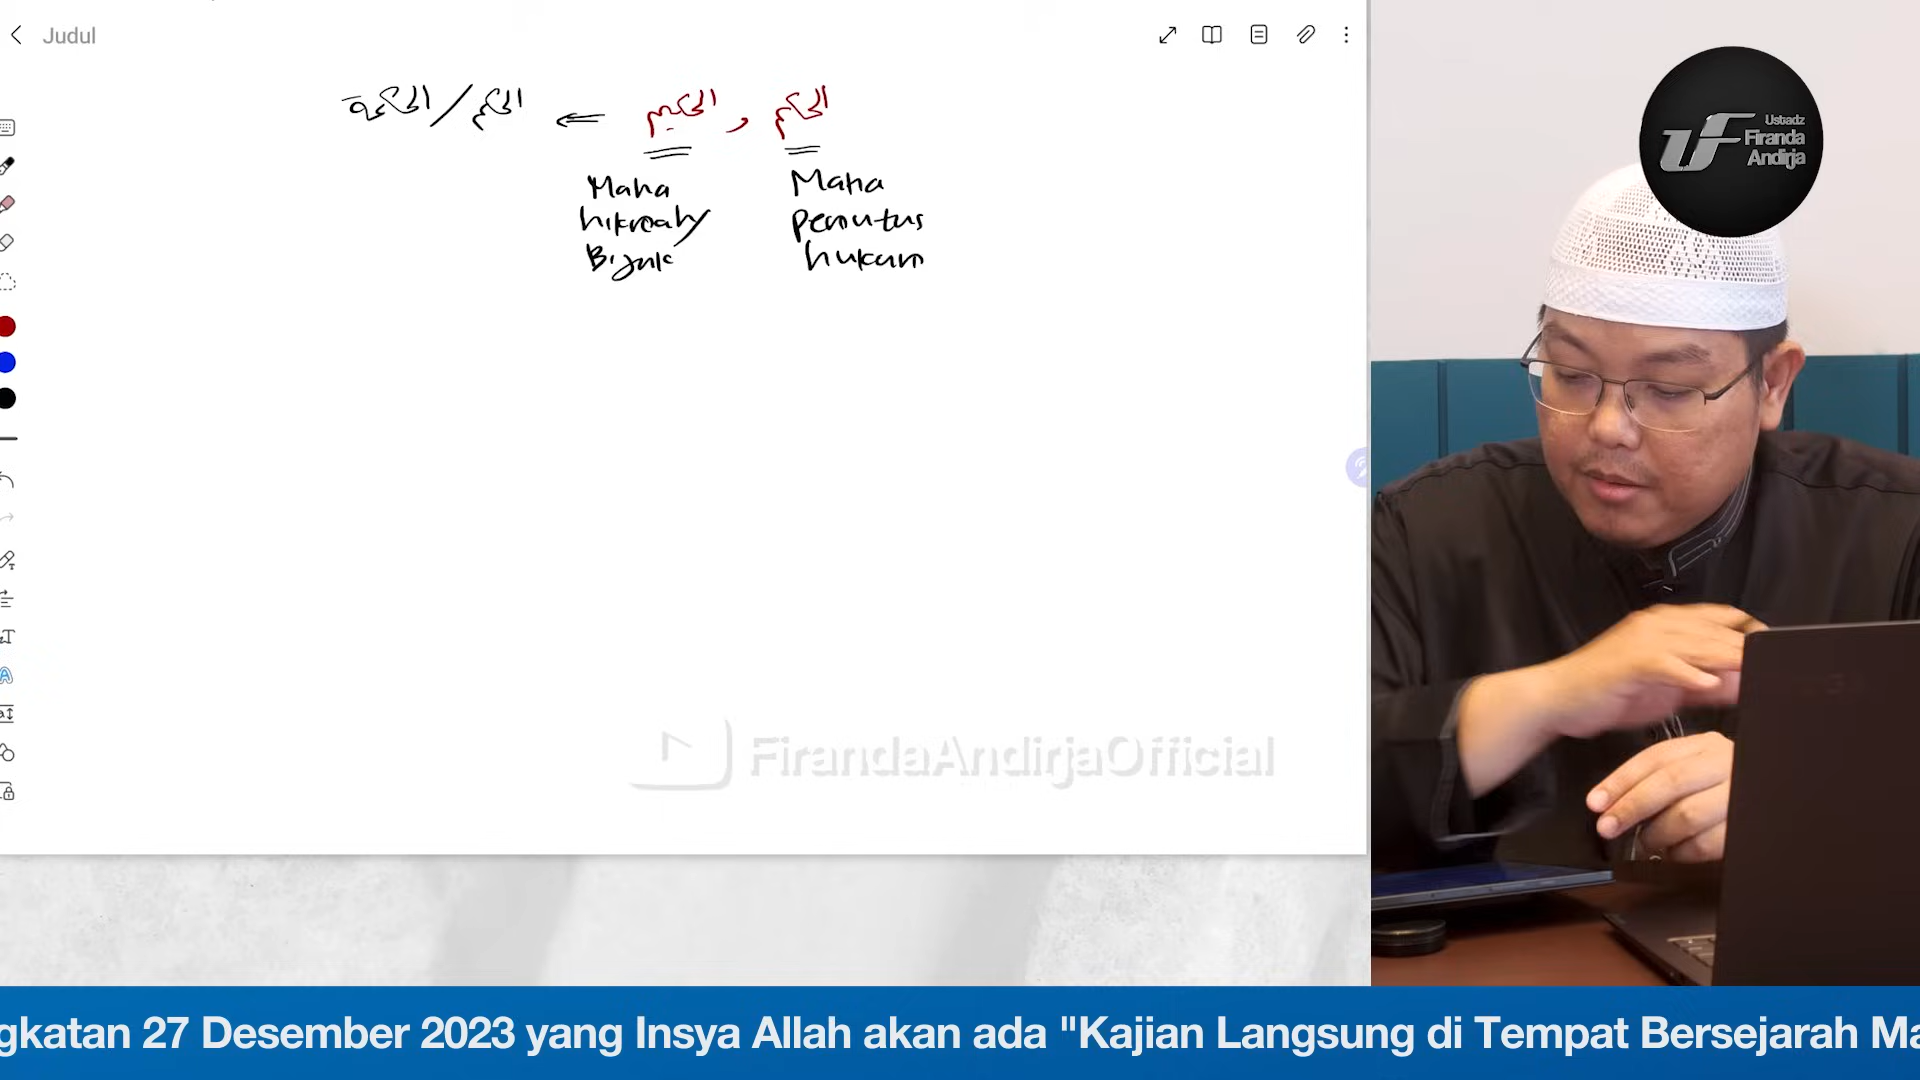 Judul
الحكم ، الحكيم ⇐ الحكم / الحكمة
Maha
hikmah/
Bijak
Maha
pemutus
hukum
Ustadz
Firanda
Andirja
FirandaAndirjaOfficial
gkatan 27 Desember 2023 yang Insya Allah akan ada "Kajian Langsung di Tempat Bersejarah Ma